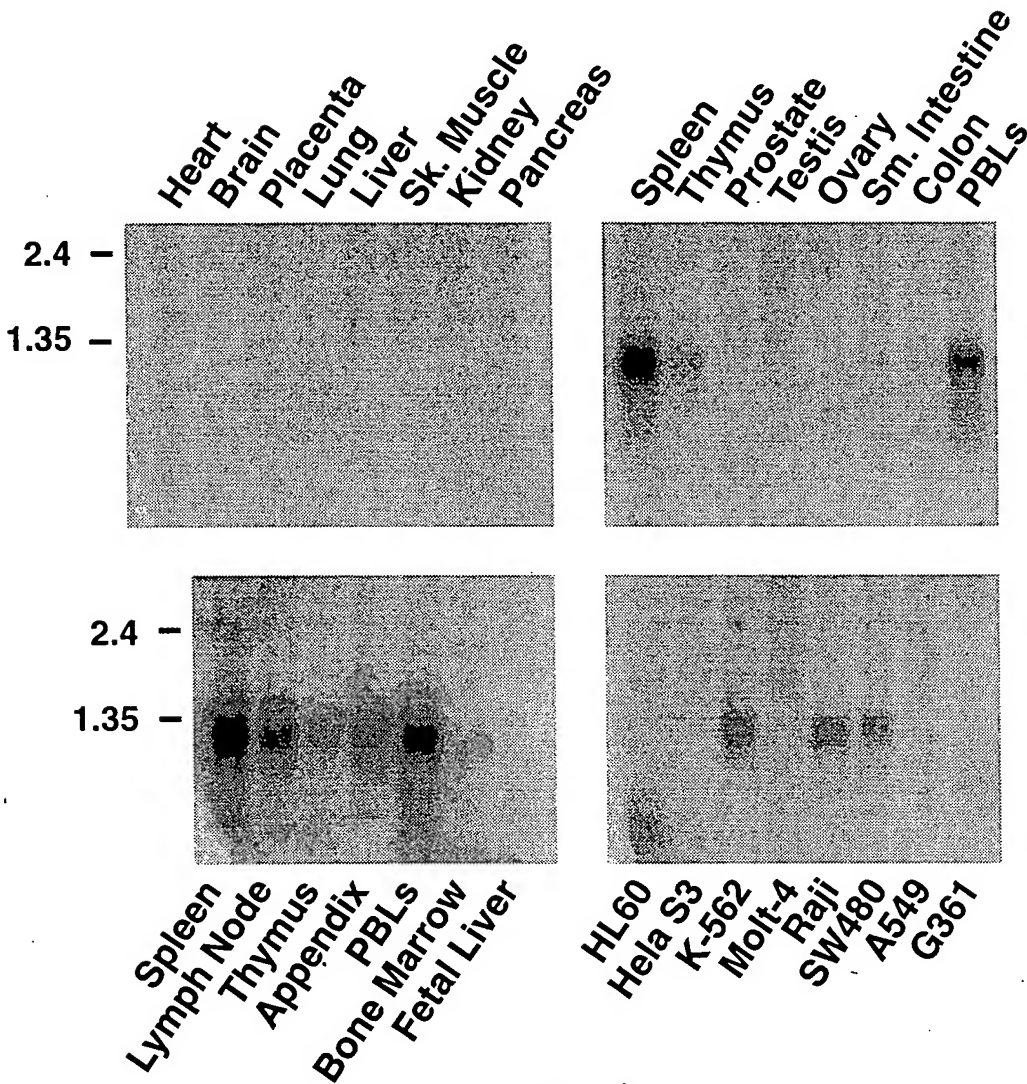 Heart
Brain
Placenta
Lung
Liver
Sk. Muscle
Kidney
Pancreas
Spleen
Thymus
Prostate
Testis
Ovary
Sm. Intestine
Colon
PBLs
2.4
1.35
2.4
1.35
Spleen
Lymph Node
Thymus
Appendix
PBLs
Bone Marrow
Fetal Liver
HL60
Hela S3
K-562
Molt-4
Raji
SW480
A549
G361